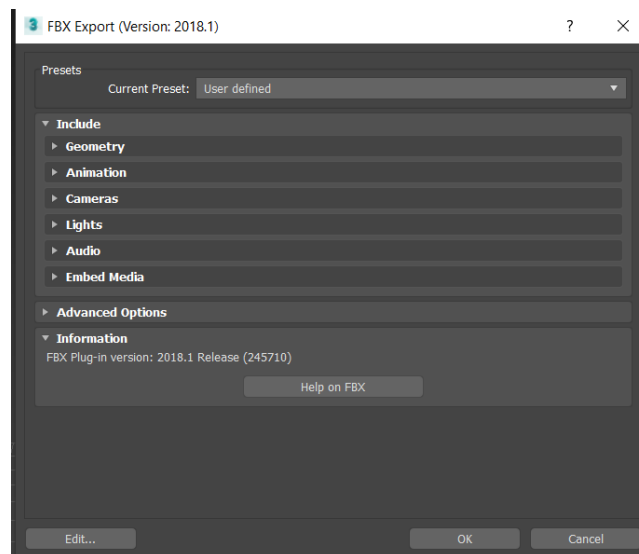 3 FBX Export (Version: 2018.1) ? ×
Presets
Current Preset: User defined
Include
Geometry
Animation
Cameras
Lights
Audio
Embed Media
Advanced Options
Information
FBX Plug-in version: 2018.1 Release (245710)
Help on FBX
Edit... OK Cancel